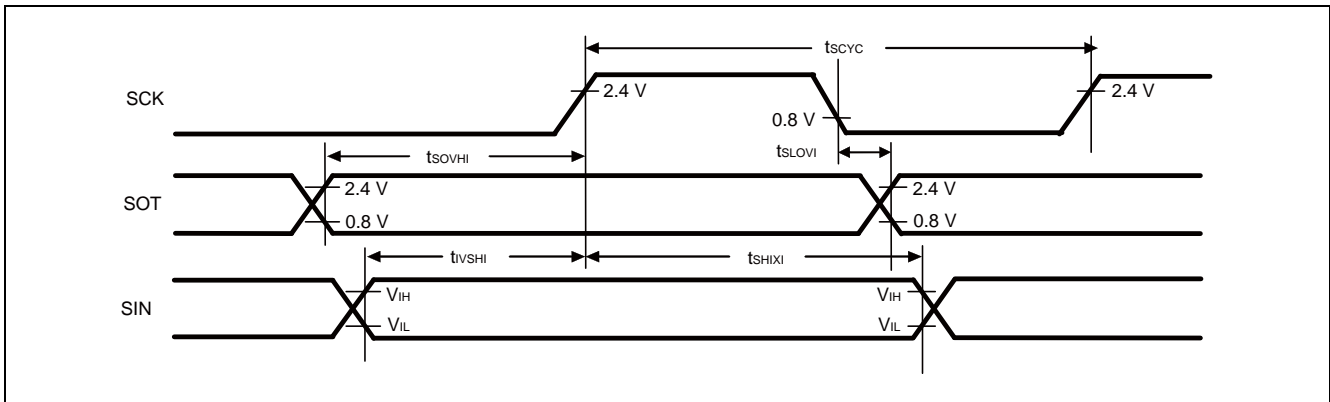 tSCYC
SCK
2.4 V
2.4 V
0.8 V
tSOVHI
tSLOVI
SOT
2.4 V
2.4 V
0.8 V
0.8 V
tIVSHI
tSHIXI
SIN
VIH
VIH
VIL
VIL